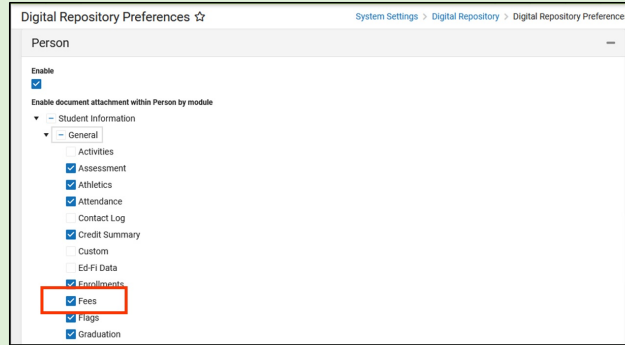 Digital Repository Preferences
System Settings > Digital Repository > Digital Repository Preference
Person
Enable
Enable document attachment within Person by module
Student Information
General
Activities
Assessment
Athletics
Attendance
Contact Log
Credit Summary
Custom
Ed-Fi Data
Enrollments
Fees
Flags
Graduation